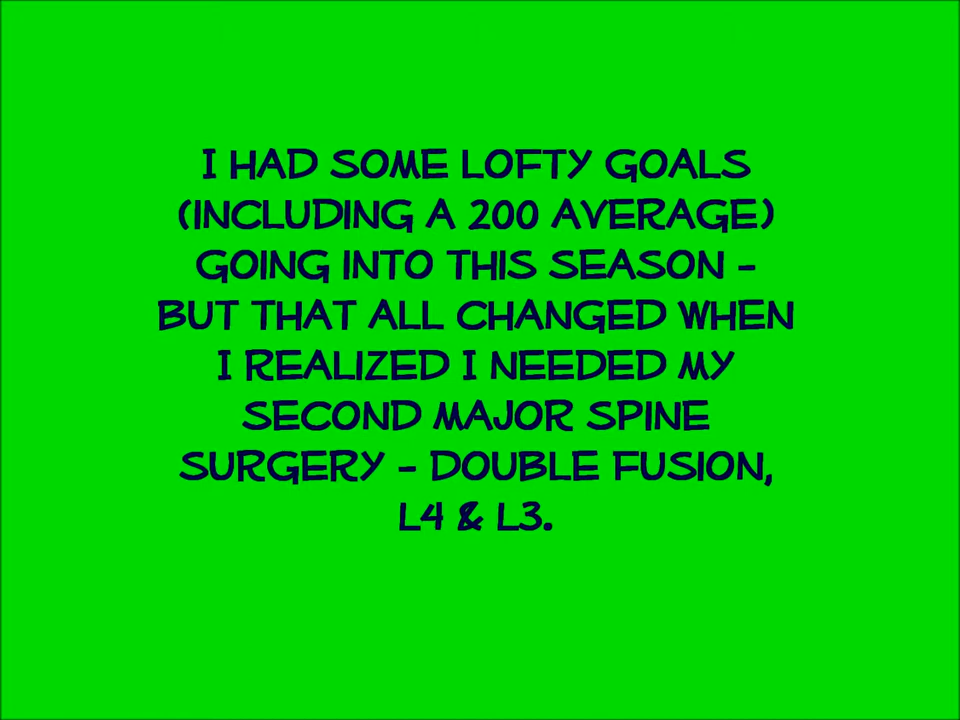 I HAD SOME LOFTY GOALS
(INCLUDING A 200 AVERAGE)
GOING INTO THIS SEASON -
BUT THAT ALL CHANGED WHEN
I REALIZED I NEEDED MY
SECOND MAJOR SPINE
SURGERY - DOUBLE FUSION,
L4 & L3.